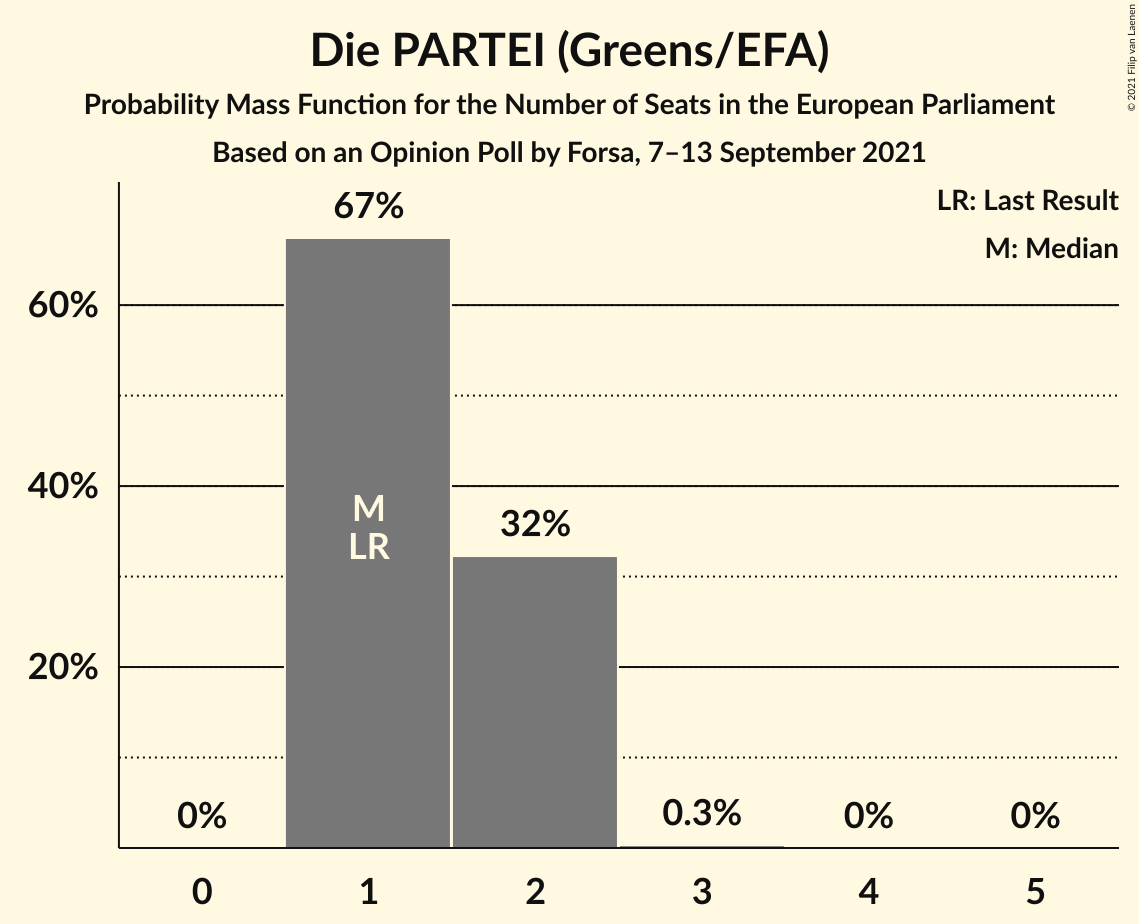 Die PARTEI (Greens/EFA)
Probability Mass Function for the Number of Seats in the European Parliament
Based on an Opinion Poll by Forsa, 7–13 September 2021
© 2021 Filip van Laenen
LR: Last Result
M: Median
67%
60%
40%
M
LR
32%
20%
0%
0.3%
0%
0%
0
1
2
3
4
5